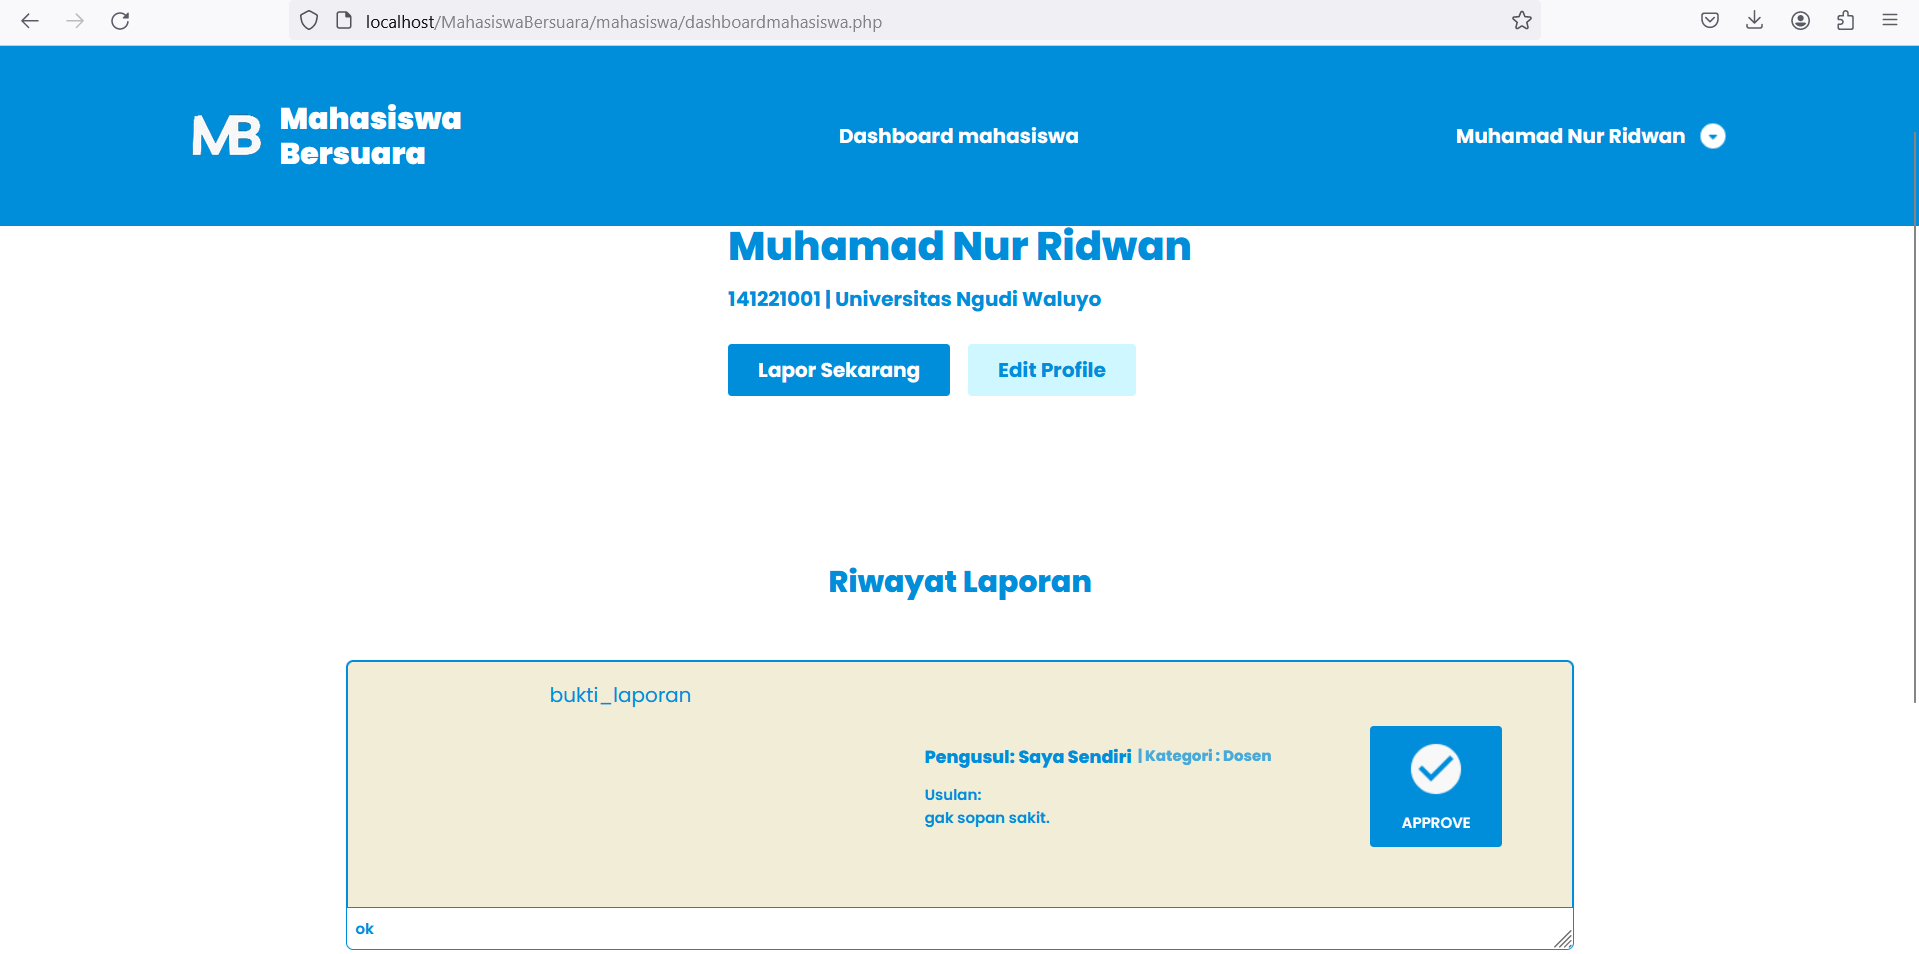 localhost/MahasiswaBersuara/mahasiswa/dashboardmahasiswa.php
MB
Mahasiswa
Bersuara
Dashboard mahasiswa
Muhamad Nur Ridwan
Muhamad Nur Ridwan
141221001 | Universitas Ngudi Waluyo
Lapor Sekarang
Edit Profile
Riwayat Laporan
bukti_laporan
Pengusul: Saya Sendiri | Kategori : Dosen
Usulan:
gak sopan sakit.
APPROVE
ok